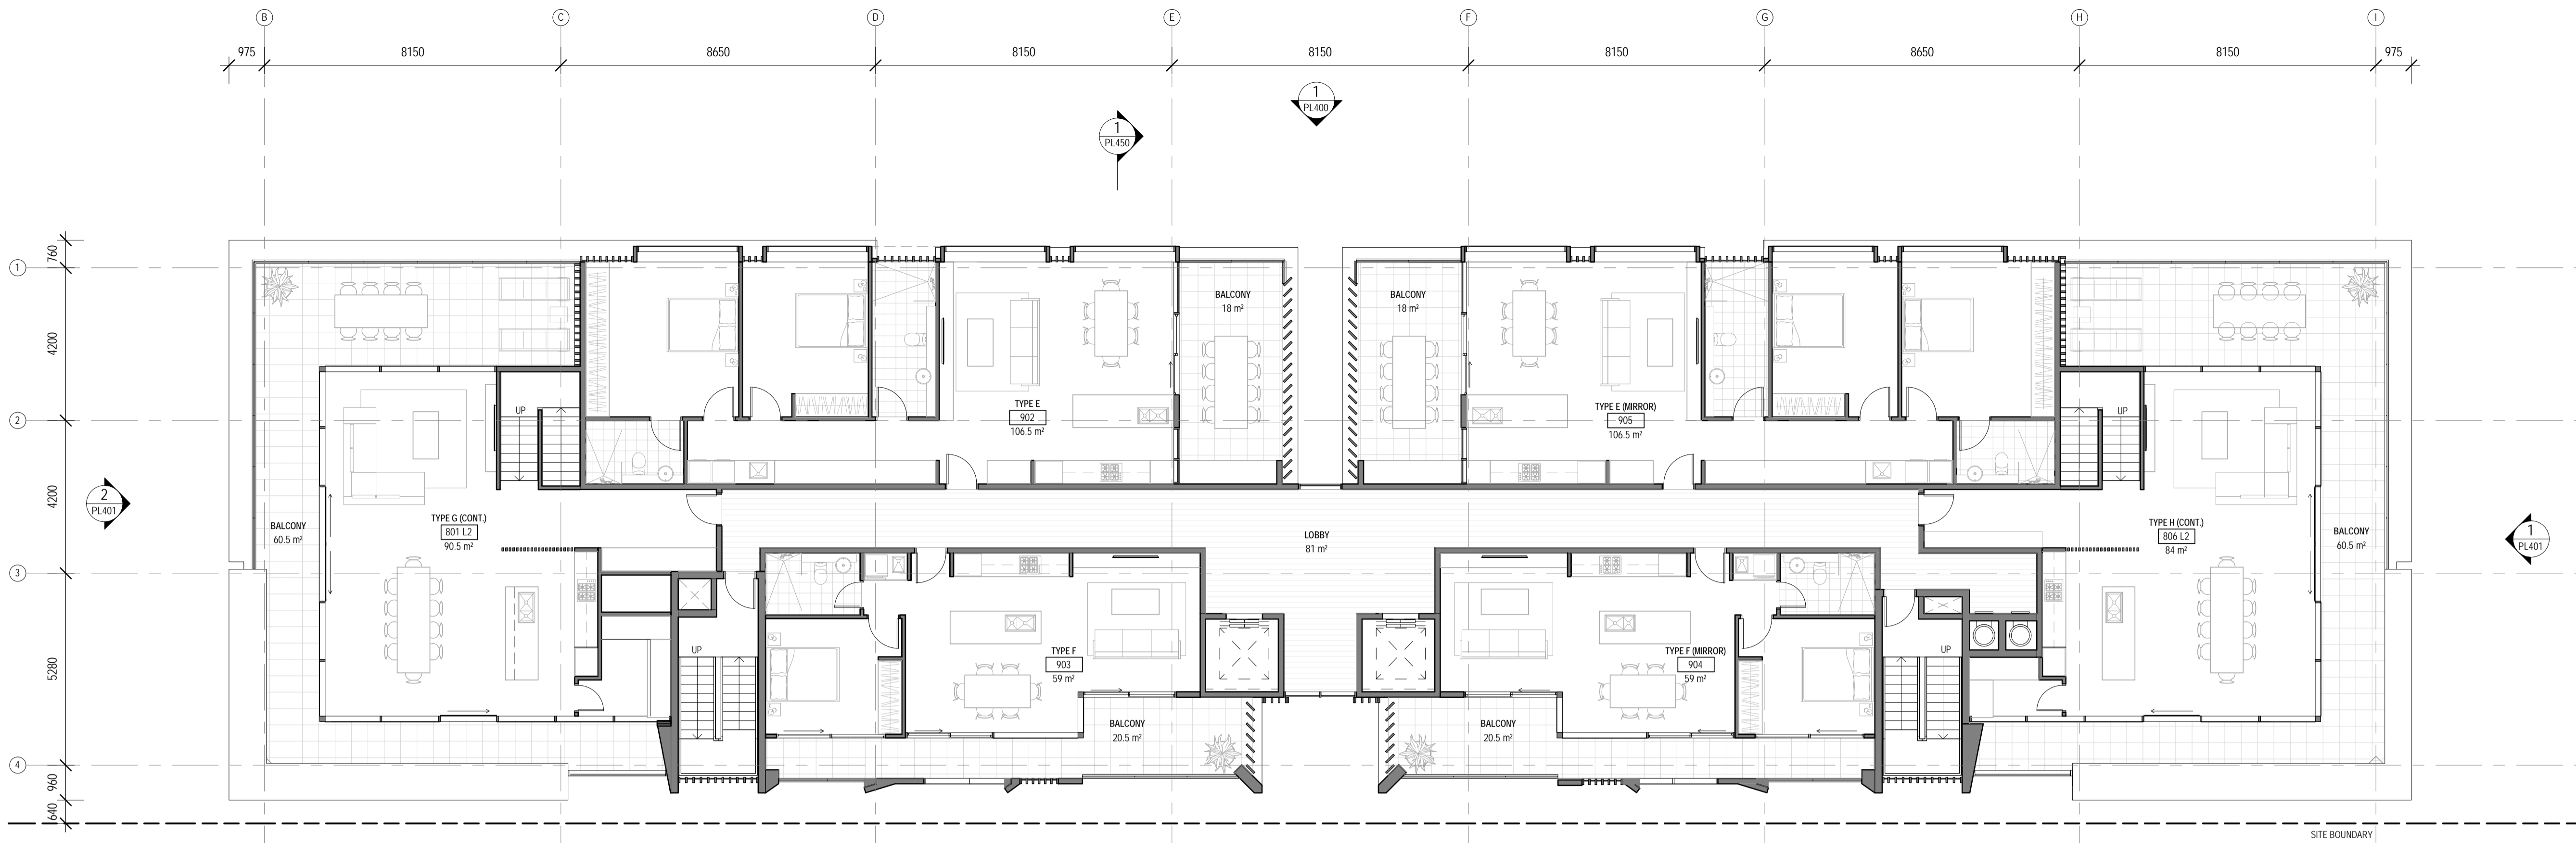 B C D E F G H I
975 8150 8650 8150 8150 8150 8650 8150 975
1
PL400
1
PL450
760
1
4200
2
4200
3
5280
4
960
640
BALCONY
18 m²
BALCONY
18 m²
TYPE E
902
106.5 m²
TYPE E (MIRROR)
905
106.5 m²
UP
UP
2
PL401
TYPE G (CONT.)
801 L2
90.5 m²
BALCONY
60.5 m²
LOBBY
81 m²
TYPE H (CONT.)
806 L2
84 m²
BALCONY
60.5 m²
1
PL401
UP
TYPE F
903
59 m²
TYPE F (MIRROR)
904
59 m²
UP
BALCONY
20.5 m²
BALCONY
20.5 m²
SITE BOUNDARY